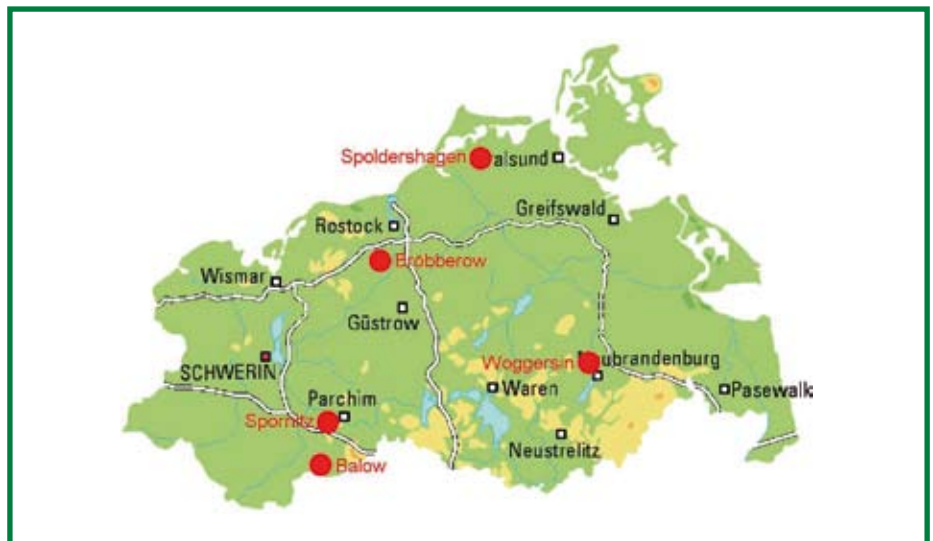 Spoldershagen
alsund
Greifswald
Rostock
Bröbberow
Wismar
Güstrow
SCHWERIN
Woggersin
ubrandenburg
Waren
Pasewalk
Parchim
Spornitz
Neustrelitz
Balow